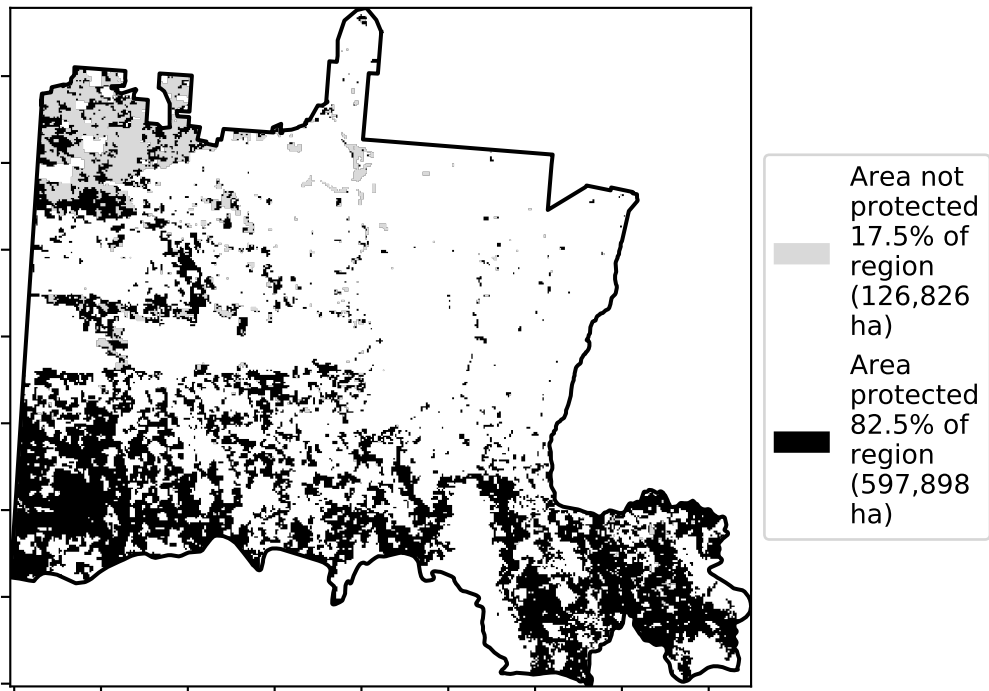 Area not
protected
17.5% of
region
(126,826
ha)
Area
protected
82.5% of
region
(597,898
ha)